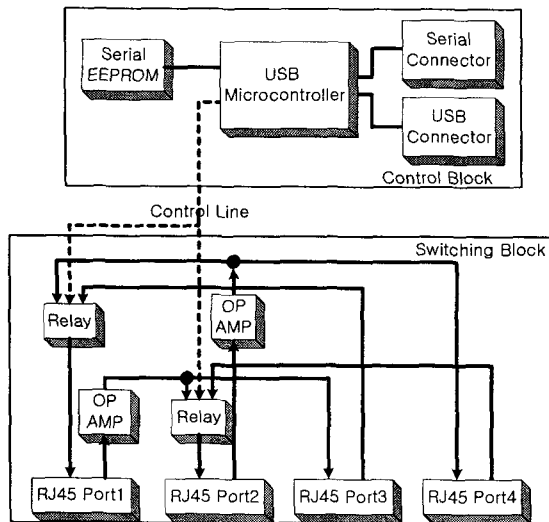 Serial
EEPROM
USB
Microcontroller
Serial
Connector
USB
Connector
Control Block
Control Line
Switching Block
Relay
OP
AMP
OP
AMP
Relay
RJ45 Port1
RJ45 Port2
RJ45 Port3
RJ45 Port4